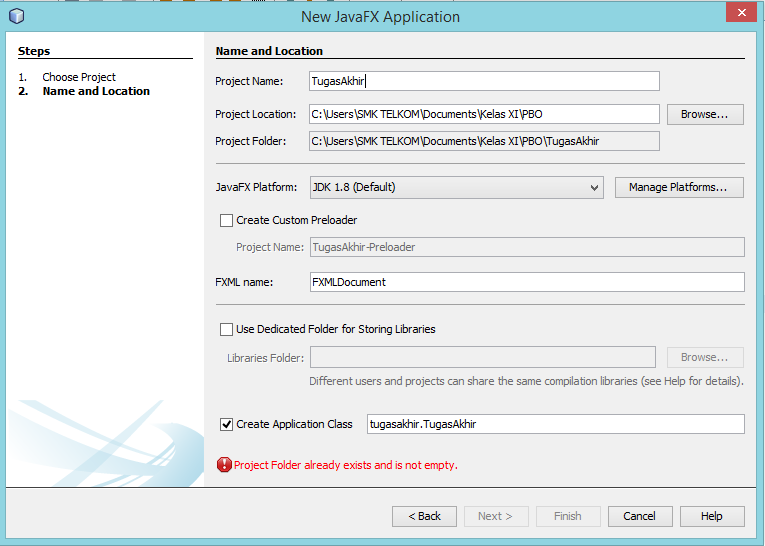 New JavaFX Application
Steps
1. Choose Project
2. Name and Location
Name and Location
Project Name: TugasAkhir
Project Location: C:\Users\SMK TELKOM\Documents\Kelas XI\PBO Browse...
Project Folder: C:\Users\SMK TELKOM\Documents\Kelas XI\PBO\TugasAkhir
JavaFX Platform: JDK 1.8 (Default) Manage Platforms...
Create Custom Preloader
Project Name: TugasAkhir-Preloader
FXML name: FXMLDocument
Use Dedicated Folder for Storing Libraries
Libraries Folder: Browse...
Different users and projects can share the same compilation libraries (see Help for details).
Create Application Class tugasakhir.TugasAkhir
Project Folder already exists and is not empty.
< Back Next > Finish Cancel Help